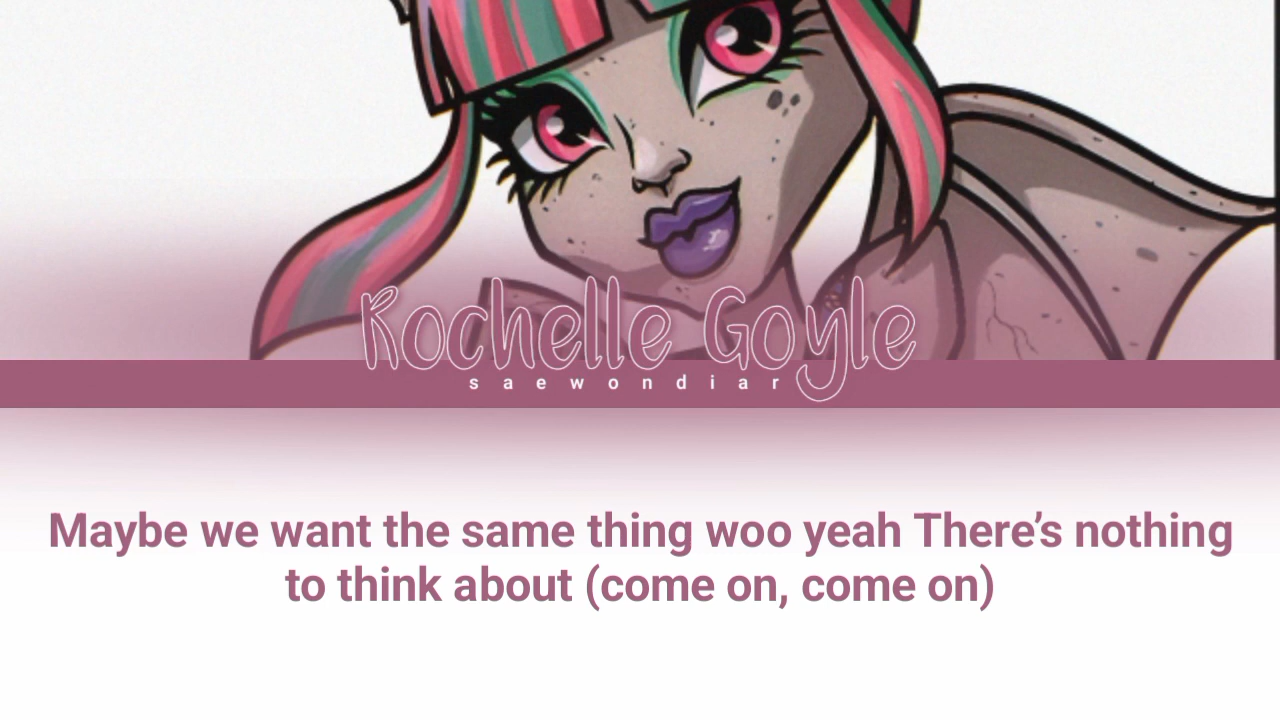 Rochelle Goyle
saewondiar
Maybe we want the same thing woo yeah There’s nothing
to think about (come on, come on)